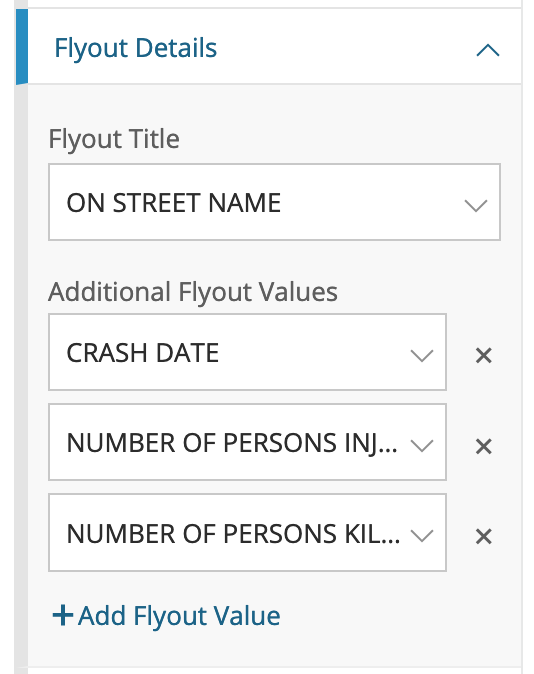 Flyout Details
Flyout Title
ON STREET NAME
Additional Flyout Values
CRASH DATE
NUMBER OF PERSONS INJ...
NUMBER OF PERSONS KIL...
+Add Flyout Value